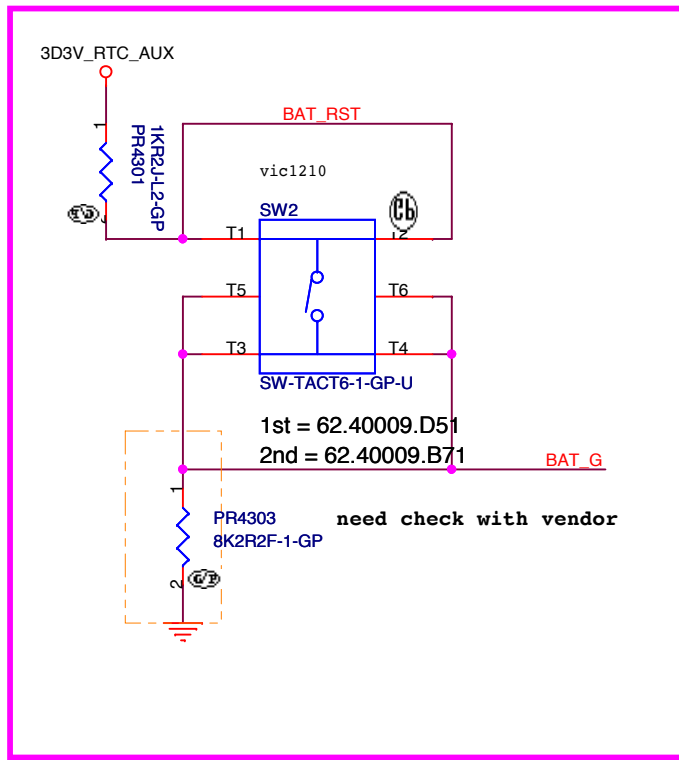 3D3V_RTC_AUX
BAT_RST
1
1KR2J-L2-GP
PR4301
vic1210
SW2
T1
T5
T6
T3
T4
SW-TACT6-1-GP-U
1st = 62.40009.D51
2nd = 62.40009.B71
BAT_G
1
PR4303
8K2R2F-1-GP
need check with vendor
2
G/P